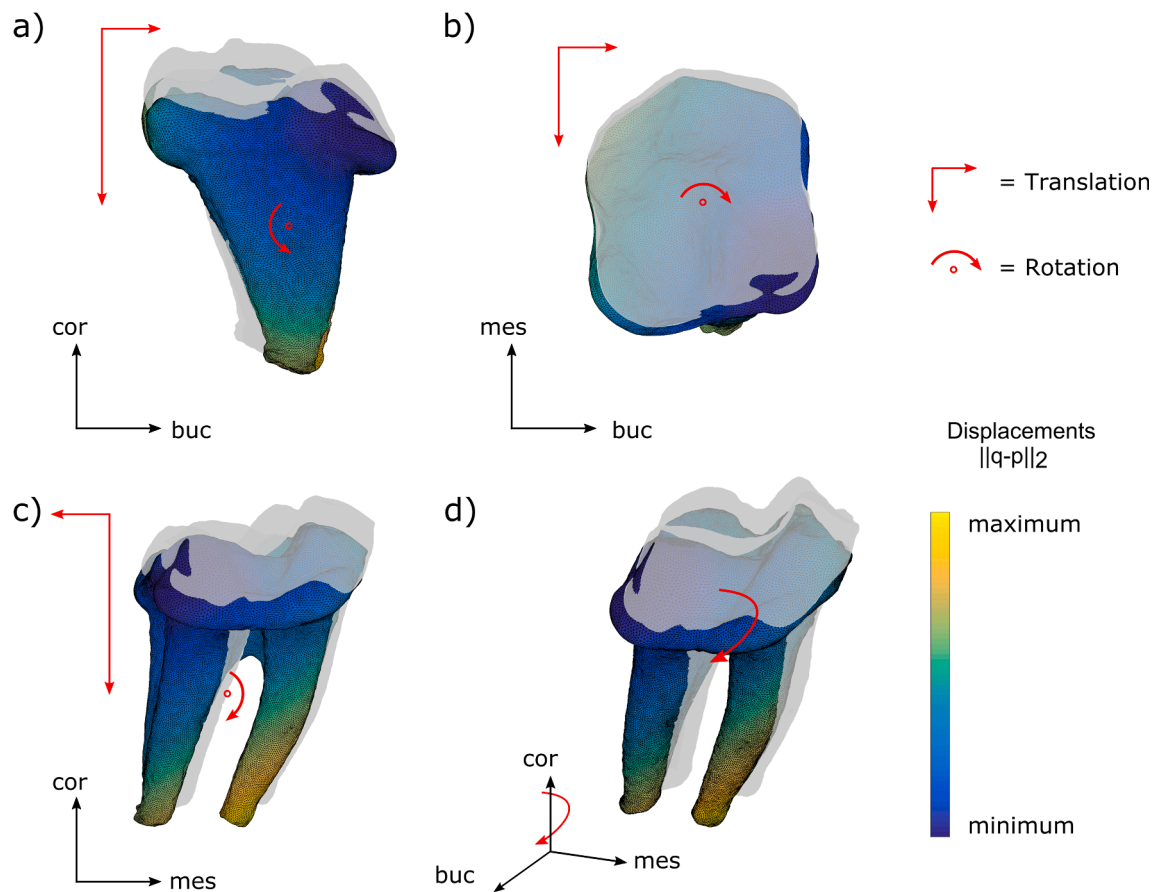 a)
b)
= Translation
= Rotation
cor
buc
mes
buc
Displacements
||q-p||2
c)
d)
maximum
minimum
cor
mes
cor
mes
buc